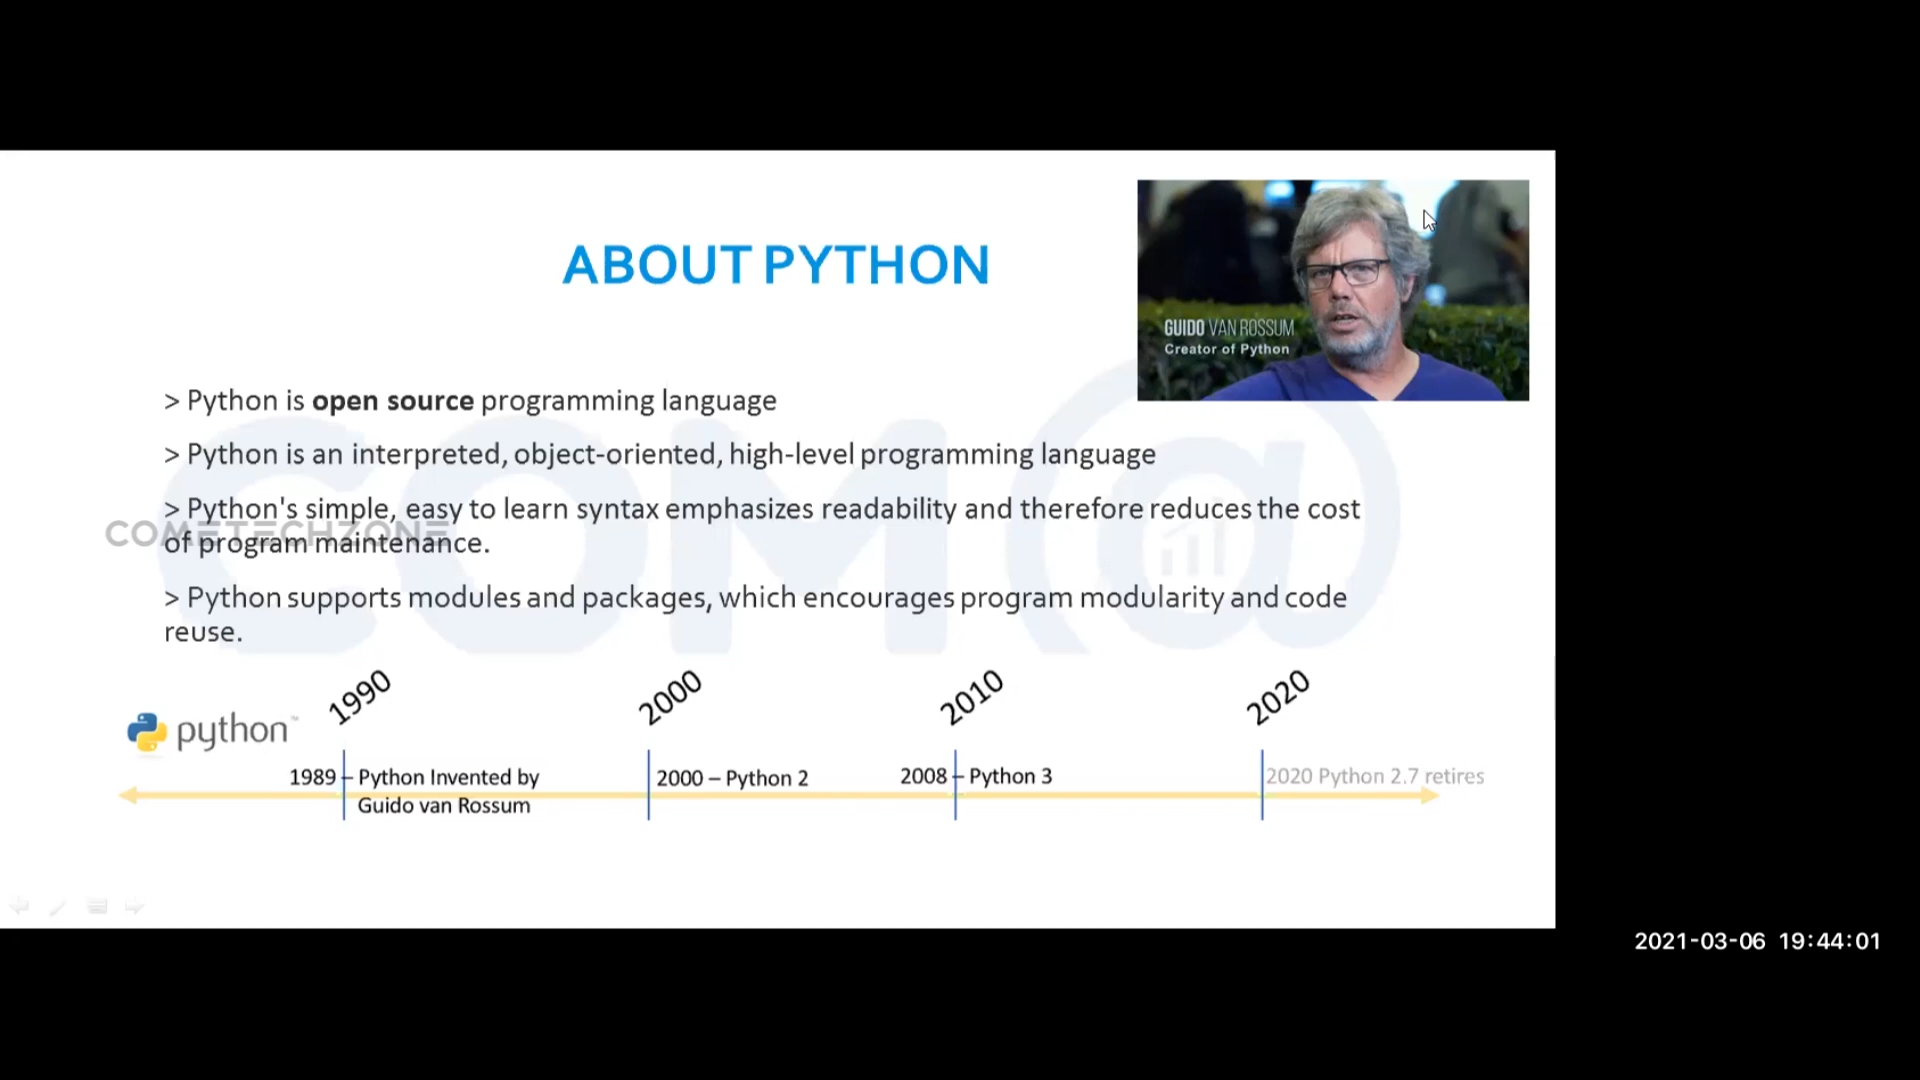 ABOUT PYTHON
GUIDO VAN ROSSUM
Creator of Python
> Python is open source programming language
> Python is an interpreted, object-oriented, high-level programming language
> Python's simple, easy to learn syntax emphasizes readability and therefore reduces the cost
of program maintenance.
COMETECHZONE
> Python supports modules and packages, which encourages program modularity and code
reuse.
COM@
python™
1990
2000
2010
2020
1989 – Python Invented by
Guido van Rossum
2000 – Python 2
2008 – Python 3
2020 Python 2.7 retires
2021-03-06 19:44:01